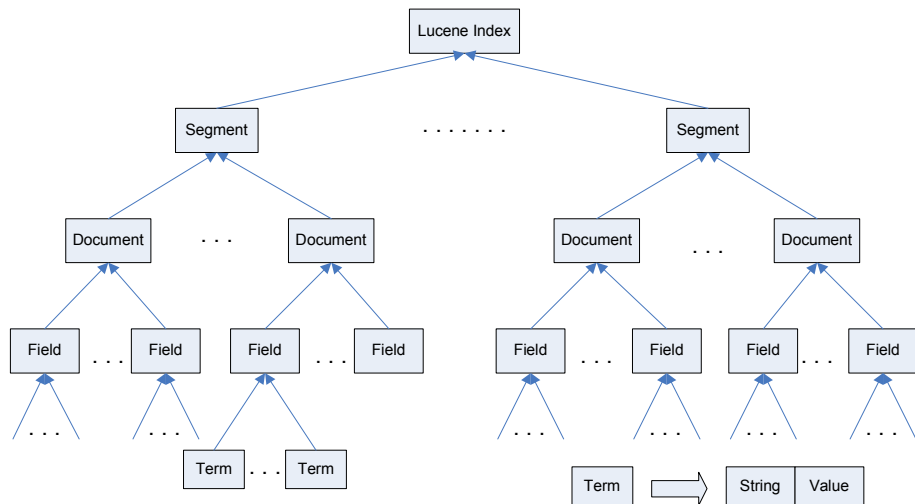 Lucene Index
Segment . . . . . . . Segment
Document . . . Document Document . . . Document
Field . . . Field Field . . . Field Field . . . Field Field . . . Field
. . . . . . . . . . . . . . .
Term . . . Term
Term String Value